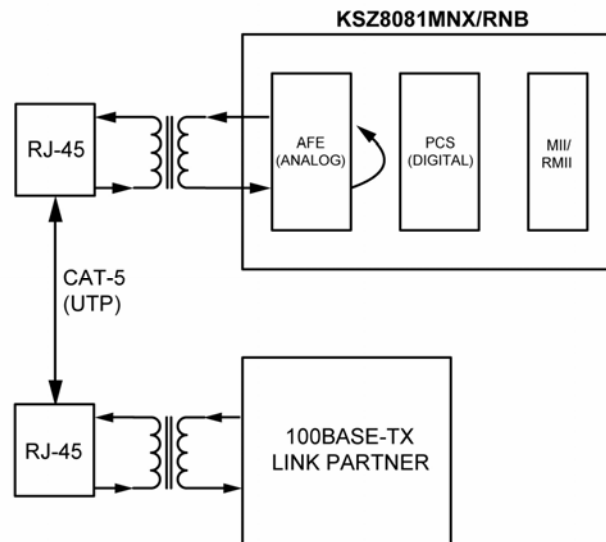 KSZ8081MNX/RNB
RJ-45
AFE
(ANALOG)
PCS
(DIGITAL)
MII/
RMII
CAT-5
(UTP)
RJ-45
100BASE-TX
LINK PARTNER